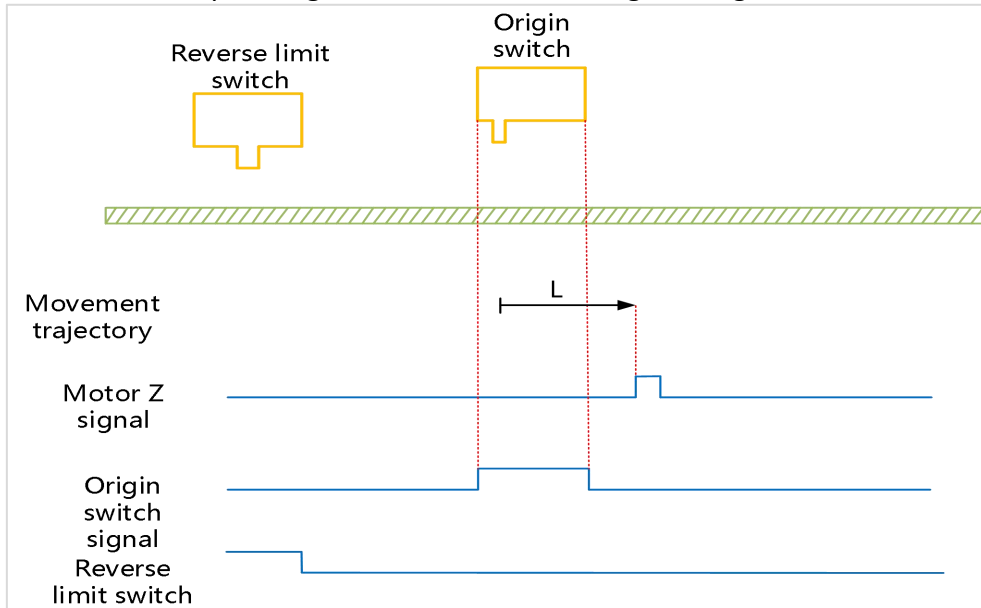 Origin
switch
Reverse limit
switch
L
Movement
trajectory
Motor Z
signal
Origin
switch
signal
Reverse
limit switch